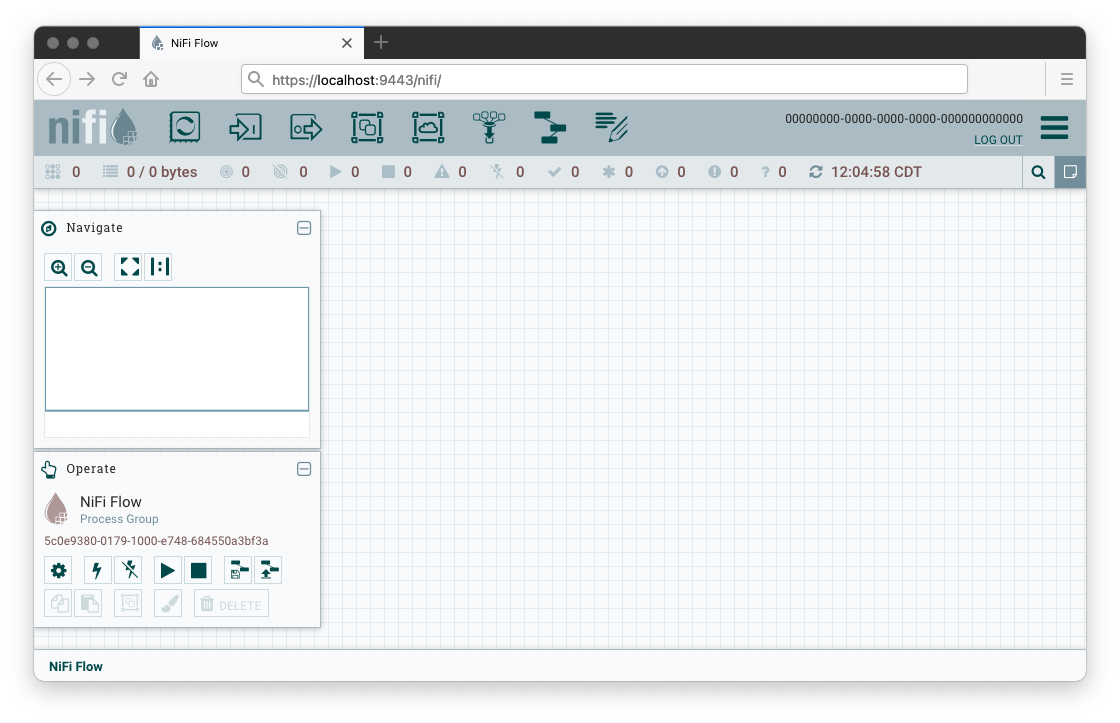 NiFi Flow
https://localhost:9443/nifi/
nifi
00000000-0000-0000-0000-000000000000
LOG OUT
0 0 / 0 bytes 0 0 0 0 0 0 0 0 0 0 ? 0 12:04:58 CDT
Navigate
Operate
NiFi Flow
Process Group
5c0e9380-0179-1000-e748-684550a3bf3a
DELETE
NiFi Flow